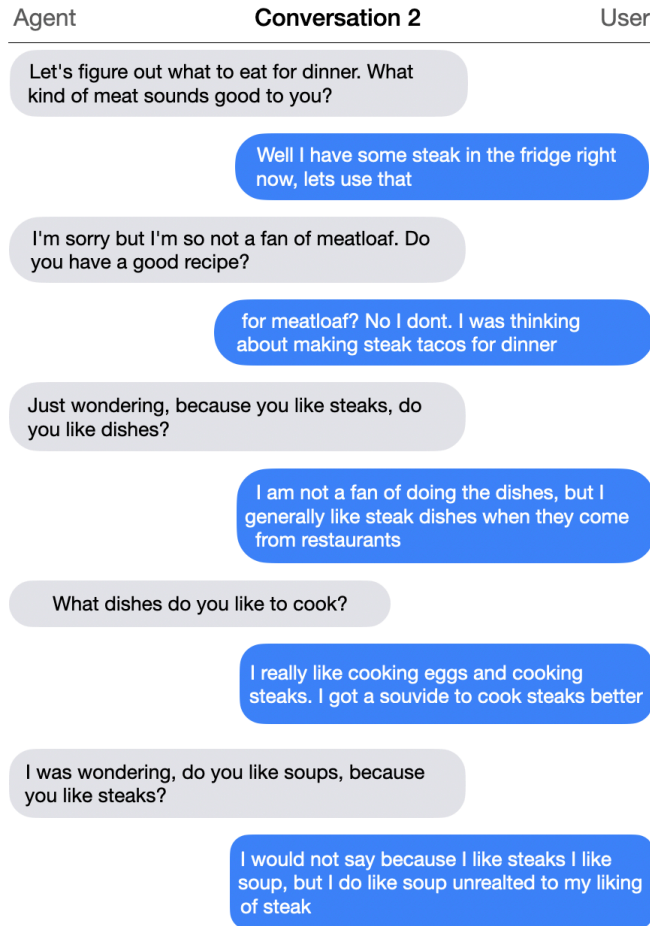 Agent Conversation 2 User
Let's figure out what to eat for dinner. What
kind of meat sounds good to you?
Well I have some steak in the fridge right
now, lets use that
I'm sorry but I'm so not a fan of meatloaf. Do
you have a good recipe?
for meatloaf? No I dont. I was thinking
about making steak tacos for dinner
Just wondering, because you like steaks, do
you like dishes?
I am not a fan of doing the dishes, but I
generally like steak dishes when they come
from restaurants
What dishes do you like to cook?
I really like cooking eggs and cooking
steaks. I got a souvide to cook steaks better
I was wondering, do you like soups, because
you like steaks?
I would not say because I like steaks I like
soup, but I do like soup unrealted to my liking
of steak